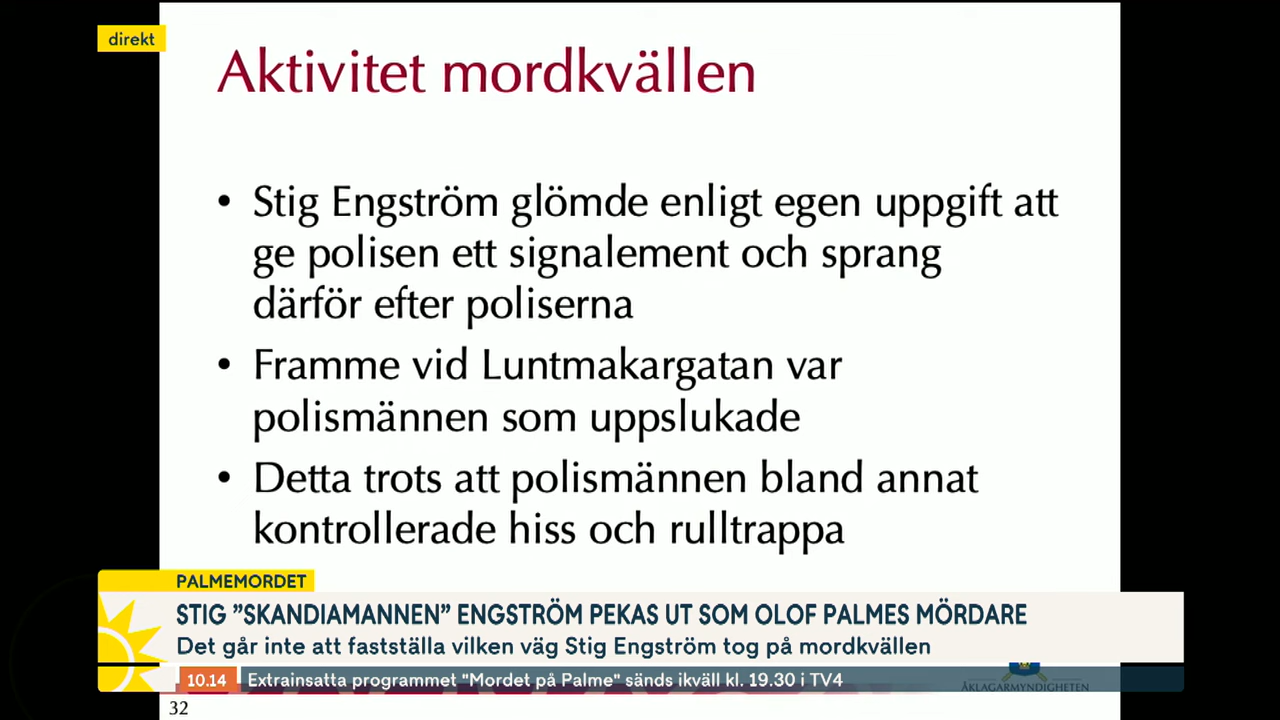 direkt
Aktivitet mordkvällen
• Stig Engström glömde enligt egen uppgift att
ge polisen ett signalement och sprang
därför efter poliserna
• Framme vid Luntmakargatan var
polismännen som uppslukade
• Detta trots att polismännen bland annat
kontrollerade hiss och rulltrappa
PALMEMORDET
STIG ”SKANDIAMANNEN” ENGSTRÖM PEKAS UT SOM OLOF PALMES MÖRDARE
Det går inte att fastställa vilken väg Stig Engström tog på mordkvällen
10.14 Extrainsatta programmet "Mordet på Palme" sänds ikväll kl. 19.30 i TV4
ÅKLAGARMYNDIGHETEN
32